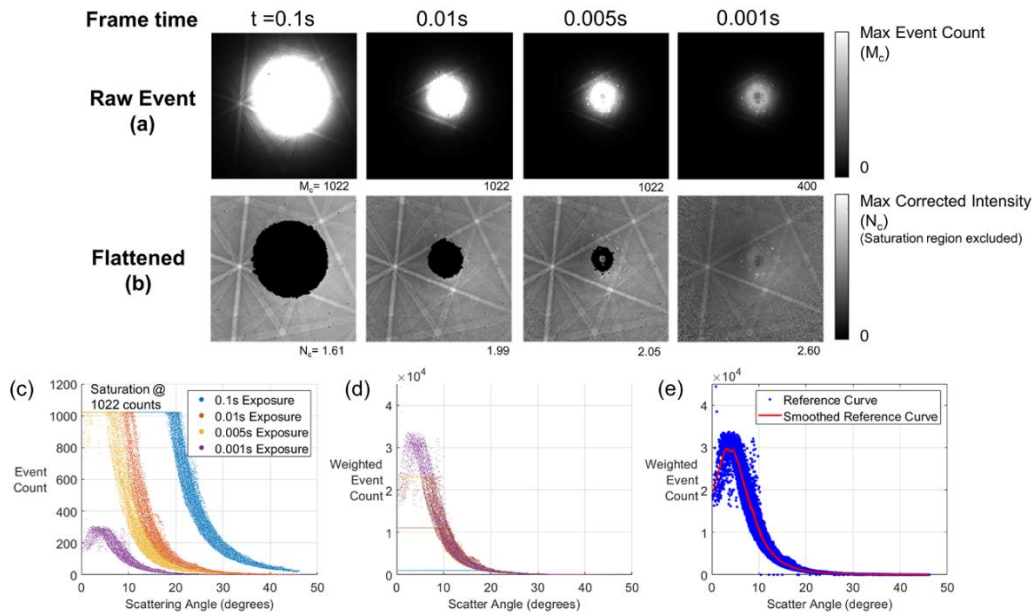 Frame time
t =0.1s
0.01s
0.005s
0.001s
Raw Event
(a)
Max Event Count
(Mc)
0
Mc= 1022
1022
1022
400
Flattened
(b)
Max Corrected Intensity
(Nc)
(Saturation region excluded)
0
Nc = 1.61
1.99
2.05
2.60
(c)
1200
1000
800
600
400
200
0
Event
Count
Saturation @
1022 counts
0.1s Exposure
0.01s Exposure
0.005s Exposure
0.001s Exposure
0
10
20
30
40
50
Scattering Angle (degrees)
(d)
×10⁴
4
3
2
1
0
Weighted
Event
Count
0
10
20
30
40
50
Scatter Angle (degrees)
(e)
×10⁴
4
3
2
1
0
Weighted
Event
Count
Reference Curve
Smoothed Reference Curve
0
10
20
30
40
50
Scatter Angle (degrees)